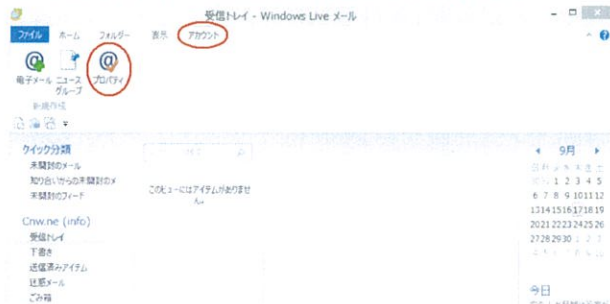 受信トレイ - Windows Live メール
ファイル ホーム フォルダー 表示 アカウント
電子メール ニュースグループ プロパティ
新規作成
クイック分類
未開封のメール
知り合いからの未開封のメ
未開封のフィード
このビューにはアイテムがありません。
9月
1 2 3 4 5
6 7 8 9 10 11 12
13 14 15 16 17 18 19
20 21 22 23 24 25 26
27 28 29 30
Cnw.ne (info)
受信トレイ
下書き
送信済みアイテム
迷惑メール
ごみ箱
今日